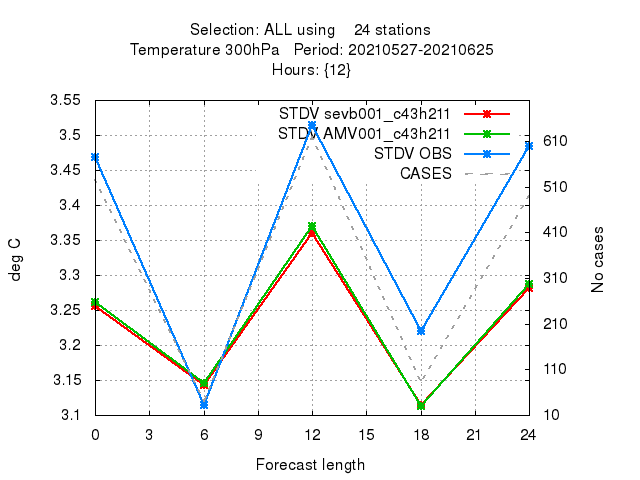 Selection: ALL using 24 stations
Temperature 300hPa Period: 20210527-20210625
Hours: {12}
3.55
3.5
3.45
3.4
3.35
3.3
3.25
3.2
3.15
3.1
deg C
STDV sevb001_c43h211
STDV AMV001_c43h211
STDV OBS
CASES
610
510
410
310
210
110
10
No cases
0 3 6 9 12 15 18 21 24
Forecast length